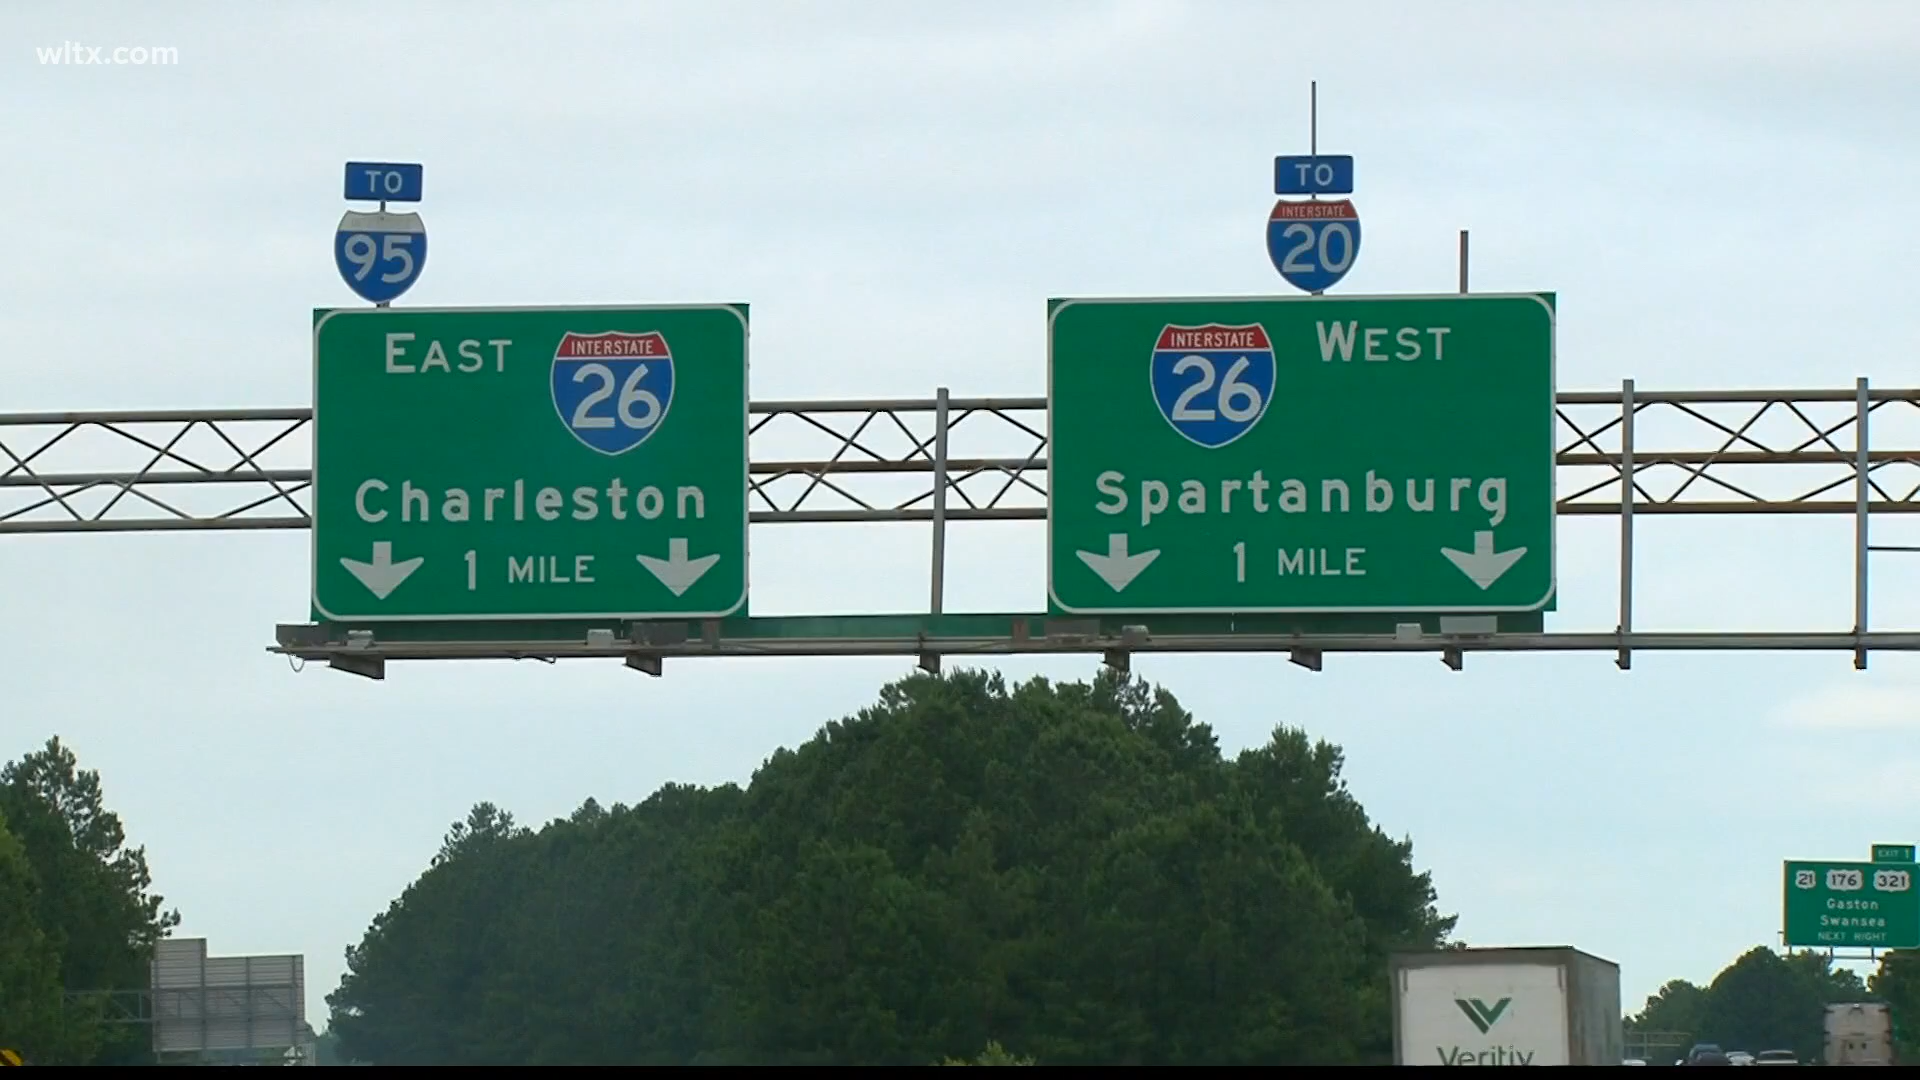 wltx.com
TO
95
EAST
INTERSTATE
26
Charleston
1 MILE
TO
INTERSTATE
20
INTERSTATE
26
WEST
Spartanburg
1 MILE
EXIT 1
21 176 321
Gaston
Swansea
NEXT RIGHT
Veritiv